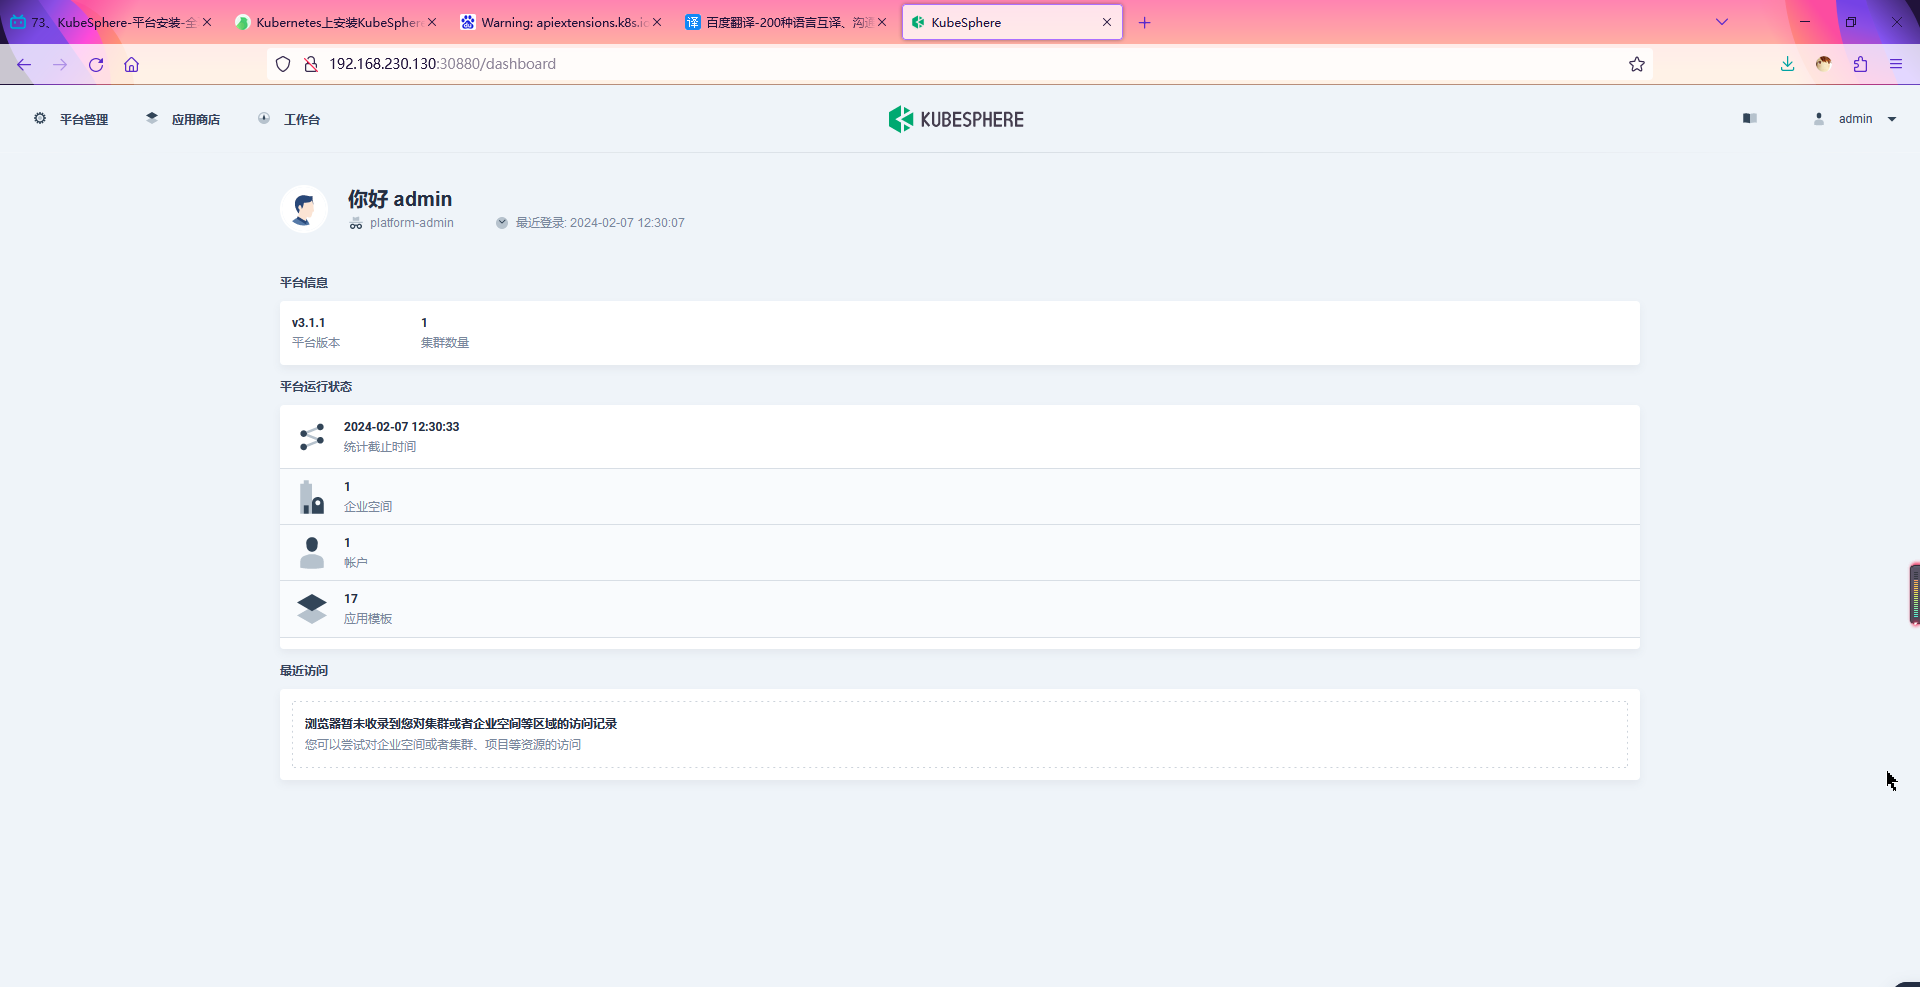 73、KubeSphere-平台安装-全
Kubernetes上安装KubeSphere
Warning: apiextensions.k8s.io
译 百度翻译-200种语言互译、沟通
KubeSphere
192.168.230.130:30880/dashboard
平台管理
应用商店
工作台
KUBESPHERE
admin
你好 admin
platform-admin
最近登录: 2024-02-07 12:30:07
平台信息
v3.1.1
平台版本
1
集群数量
平台运行状态
2024-02-07 12:30:33
统计截止时间
1
企业空间
1
帐户
17
应用模板
最近访问
浏览器暂未收录到您对集群或者企业空间等区域的访问记录
您可以尝试对企业空间或者集群、项目等资源的访问